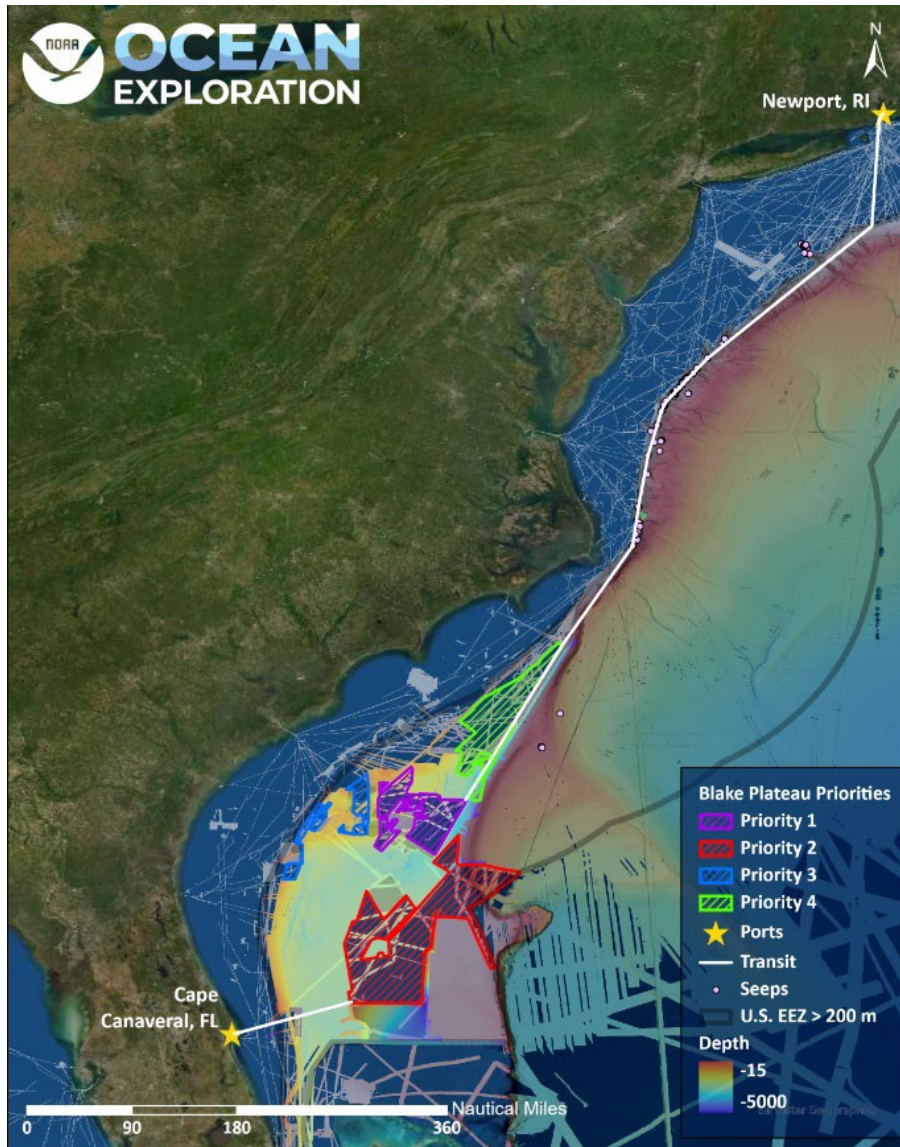 NOAA
OCEAN
EXPLORATION
N
Newport, RI
Cape
Canaveral, FL
Blake Plateau Priorities
Priority 1
Priority 2
Priority 3
Priority 4
Ports
Transit
Seeps
U.S. EEZ > 200 m
Depth
-15
-5000
Nautical Miles
0 90 180 360